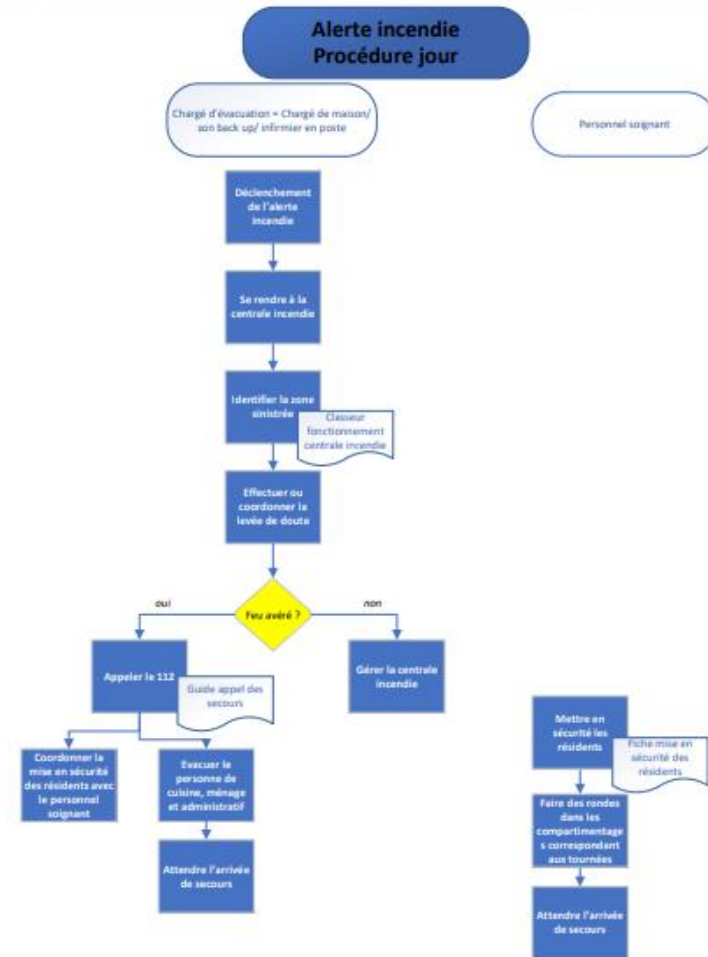 Alerte incendie
Procédure jour
Chargé d'évacuation = Chargé de maison/
son back up/ infirmier en poste
Personnel soignant
Déclenchement
de l'alerte
incendie
Se rendre à la
centrale incendie
Identifier la zone
sinistrée
Classeur
fonctionnement
centrale incendie
Effectuer ou
coordonner la
levée de doute
Feu avéré ?
oui
non
Appeler le 112
Guide appel des
secours
Gérer la centrale
incendie
Coordonner la
mise en sécurité
des résidents avec
le personnel
soignant
Evacuer le
personne de
cuisine, ménage
et administratif
Attendre l'arrivée
de secours
Mettre en
sécurité les
résidents
Fiche mise en
sécurité des
résidents
Faire des rondes
dans les
compartimentage
s correspondant
aux tournées
Attendre l'arrivée
de secours